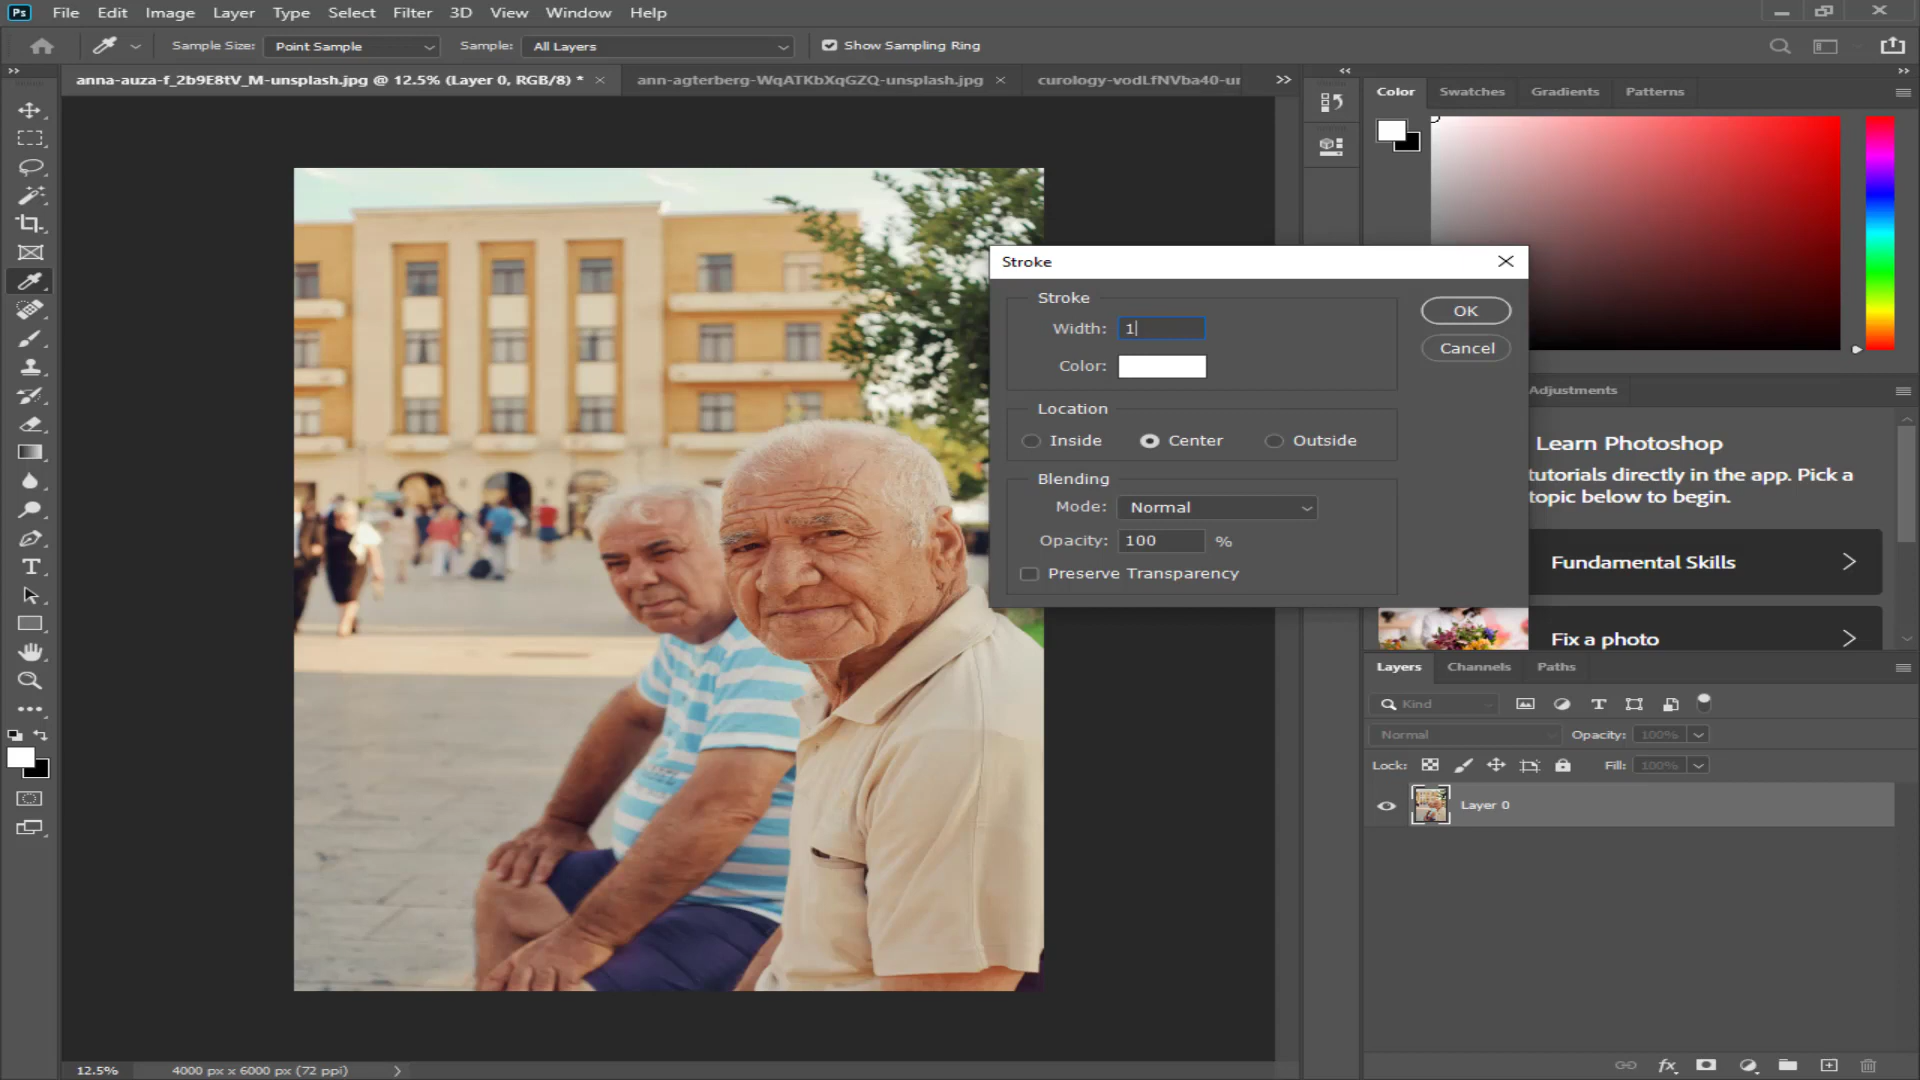 Ps File Edit Image Layer Type Select Filter 3D View Window Help
Sample Size: Point Sample Sample: All Layers Show Sampling Ring
anna-auza-f_2b9E8tV_M-unsplash.jpg @ 12.5% (Layer 0, RGB/8) *
ann-agterberg-WqATKbXqGZQ-unsplash.jpg
curology-vodLfNVba40-ur
Color Swatches Gradients Patterns
Stroke
Stroke
Width: 1
Color:
OK
Cancel
Location
Inside Center Outside
Blending
Mode: Normal
Opacity: 100 %
Preserve Transparency
Adjustments
Learn Photoshop
tutorials directly in the app. Pick a
topic below to begin.
Fundamental Skills
Fix a photo
Layers Channels Paths
Kind
Normal Opacity: 100%
Lock: Fill: 100%
Layer 0
fx
12.5% 4000 px x 6000 px (72 ppi)